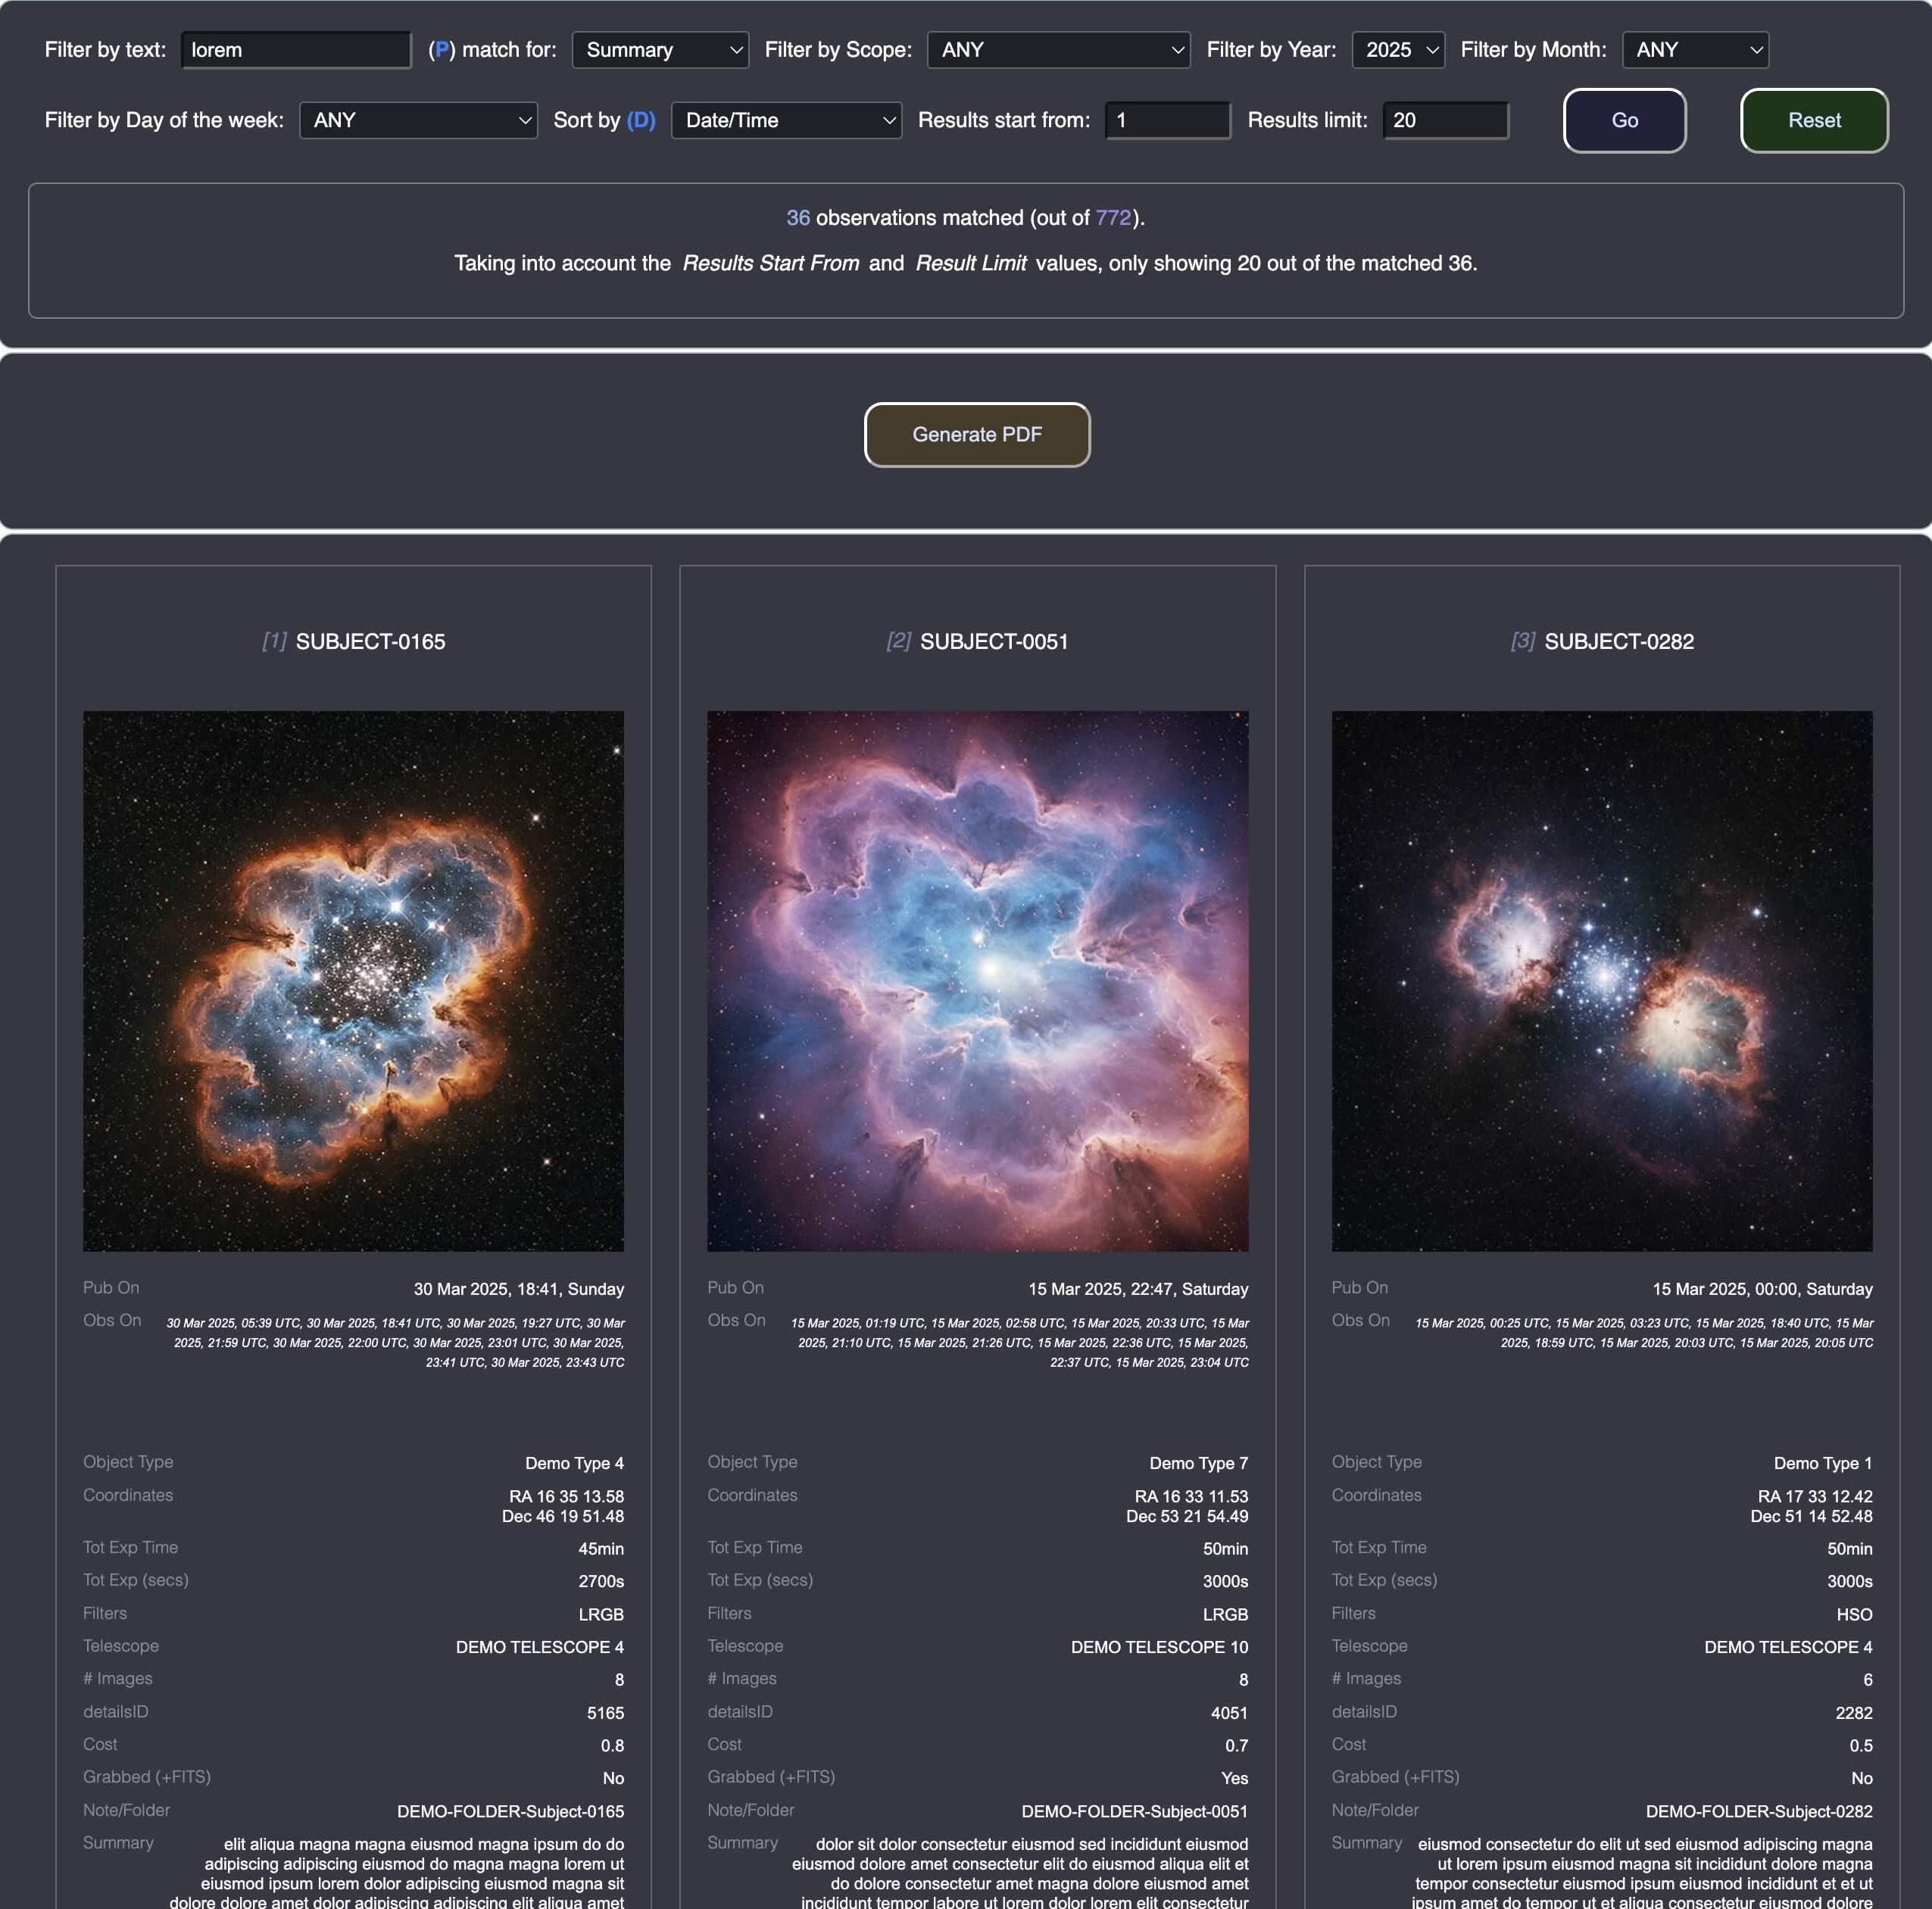 Filter by text: lorem (P) match for: Summary Filter by Scope: ANY Filter by Year: 2025 Filter by Month: ANY
Filter by Day of the week: ANY Sort by (D) Date/Time Results start from: 1 Results limit: 20 Go Reset
36 observations matched (out of 772).
Taking into account the Results Start From and Result Limit values, only showing 20 out of the matched 36.
Generate PDF
[1] SUBJECT-0165
Pub On 30 Mar 2025, 18:41, Sunday
Obs On 30 Mar 2025, 05:39 UTC, 30 Mar 2025, 18:41 UTC, 30 Mar 2025, 19:27 UTC, 30 Mar
2025, 21:59 UTC, 30 Mar 2025, 22:00 UTC, 30 Mar 2025, 23:01 UTC, 30 Mar 2025,
23:41 UTC, 30 Mar 2025, 23:43 UTC
Object Type Demo Type 4
Coordinates RA 16 35 13.58
Dec 46 19 51.48
Tot Exp Time 45min
Tot Exp (secs) 2700s
Filters LRGB
Telescope DEMO TELESCOPE 4
# Images 8
detailsID 5165
Cost 0.8
Grabbed (+FITS) No
Note/Folder DEMO-FOLDER-Subject-0165
Summary elit aliqua magna magna eiusmod magna ipsum do do
adipiscing adipiscing eiusmod do magna magna lorem ut
eiusmod ipsum lorem dolor adipiscing eiusmod magna sit
dolore dolore amet dolor adipiscing adipiscing elit aliqua amet
[2] SUBJECT-0051
Pub On 15 Mar 2025, 22:47, Saturday
Obs On 15 Mar 2025, 01:19 UTC, 15 Mar 2025, 02:58 UTC, 15 Mar 2025, 20:33 UTC, 15 Mar
2025, 21:10 UTC, 15 Mar 2025, 21:26 UTC, 15 Mar 2025, 22:36 UTC, 15 Mar 2025,
22:37 UTC, 15 Mar 2025, 23:04 UTC
Object Type Demo Type 7
Coordinates RA 16 33 11.53
Dec 53 21 54.49
Tot Exp Time 50min
Tot Exp (secs) 3000s
Filters LRGB
Telescope DEMO TELESCOPE 10
# Images 8
detailsID 4051
Cost 0.7
Grabbed (+FITS) Yes
Note/Folder DEMO-FOLDER-Subject-0051
Summary dolor sit dolor consectetur eiusmod sed incididunt eiusmod
eiusmod dolore amet consectetur elit do eiusmod aliqua elit et
do dolore consectetur amet magna dolore eiusmod amet
incididunt tempor labore ut lorem dolor lorem elit consectetur
[3] SUBJECT-0282
Pub On 15 Mar 2025, 00:00, Saturday
Obs On 15 Mar 2025, 00:25 UTC, 15 Mar 2025, 03:23 UTC, 15 Mar 2025, 18:40 UTC, 15 Mar
2025, 18:59 UTC, 15 Mar 2025, 20:03 UTC, 15 Mar 2025, 20:05 UTC
Object Type Demo Type 1
Coordinates RA 17 33 12.42
Dec 51 14 52.48
Tot Exp Time 50min
Tot Exp (secs) 3000s
Filters HSO
Telescope DEMO TELESCOPE 4
# Images 6
detailsID 2282
Cost 0.5
Grabbed (+FITS) No
Note/Folder DEMO-FOLDER-Subject-0282
Summary eiusmod consectetur do elit ut sed eiusmod adipiscing magna
ut lorem ipsum eiusmod magna sit incididunt dolore magna
tempor consectetur eiusmod ipsum eiusmod incididunt et et ut
ipsum amet do tempor ut et aliqua consectetur eiusmod dolore